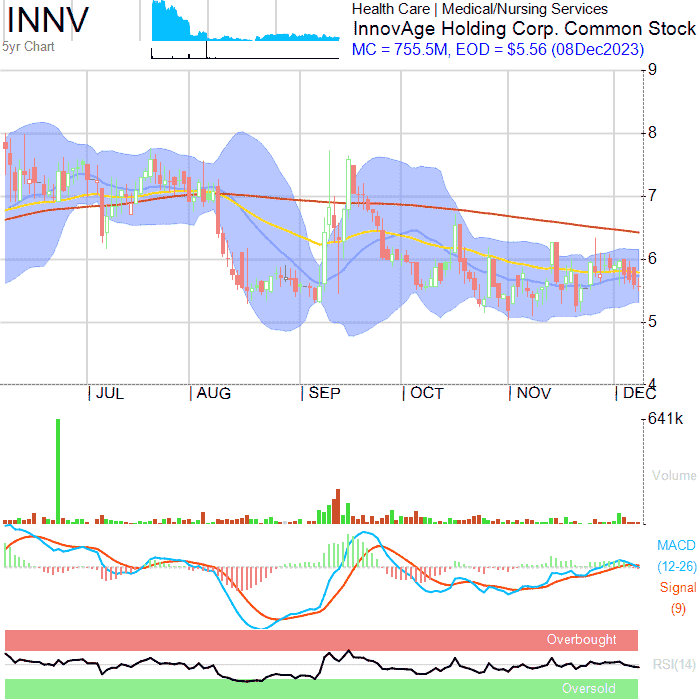 INNV
5yr Chart
Health Care | Medical/Nursing Services
InnovAge Holding Corp. Common Stock
MC = 755.5M, EOD = $5.56 (08Dec2023)
9
8
7
6
5
4
JUL
AUG
SEP
OCT
NOV
DEC
641k
Volume
MACD
(12-26)
Signal
(9)
Overbought
RSI(14)
Oversold